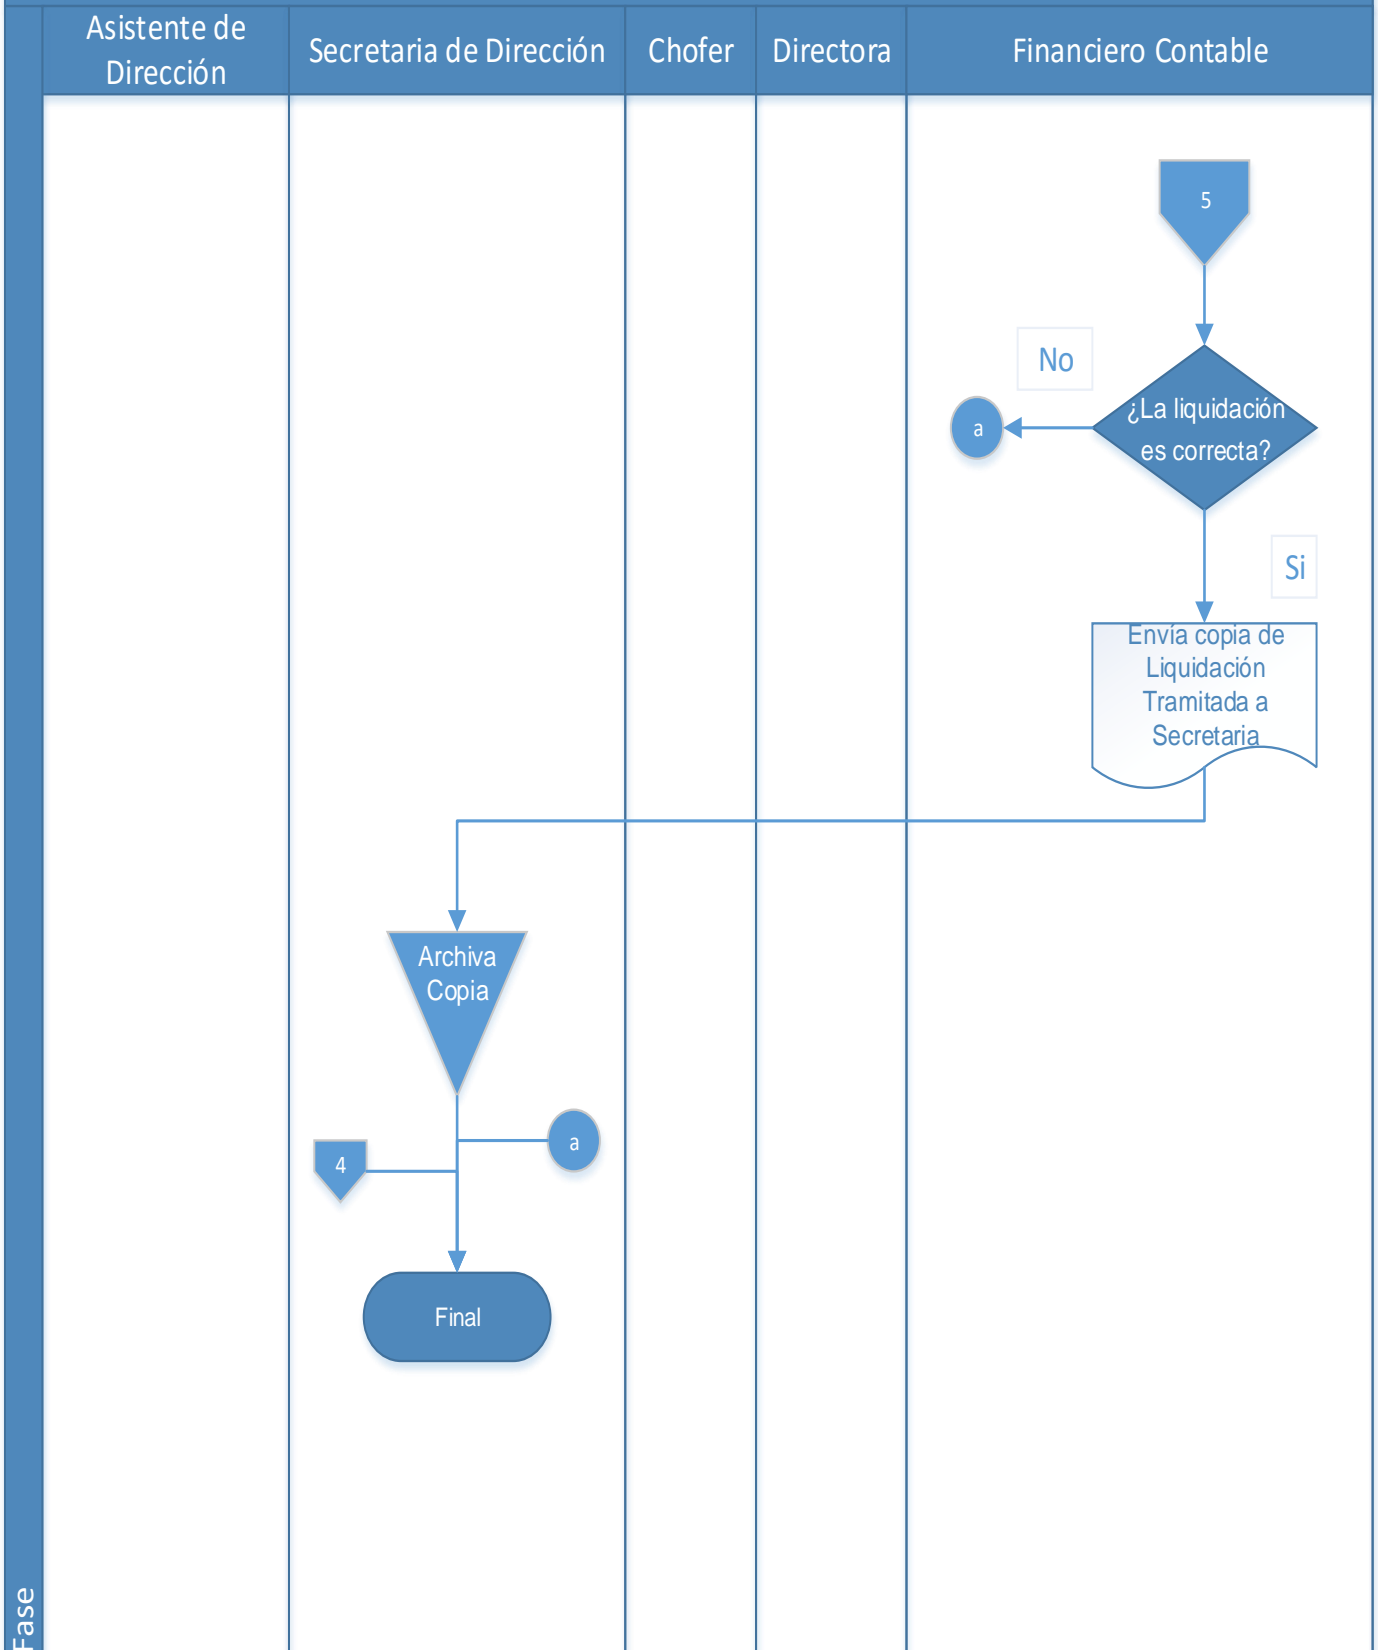 Asistente de
Dirección
Secretaria de Dirección
Chofer
Directora
Financiero Contable
5
No
¿La liquidación
es correcta?
a
Si
Envía copia de
Liquidación
Tramitada a
Secretaria
Archiva
Copia
a
4
Final
Fase